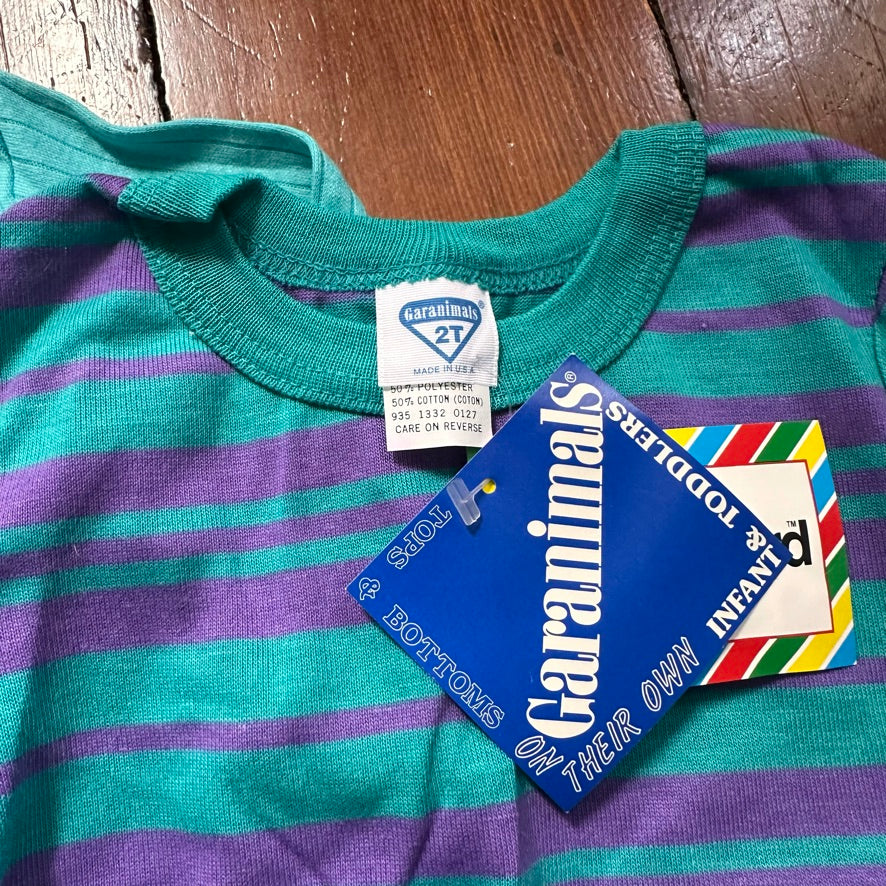 Garanimals®
2T
MADE IN U.S.A.
50% POLYESTER
50% COTTON (COTON)
935 1332 0127
CARE ON REVERSE
Garanimals®
INFANT & TODDLERS
TOPS & BOTTOMS
ON THEIR OWN
™